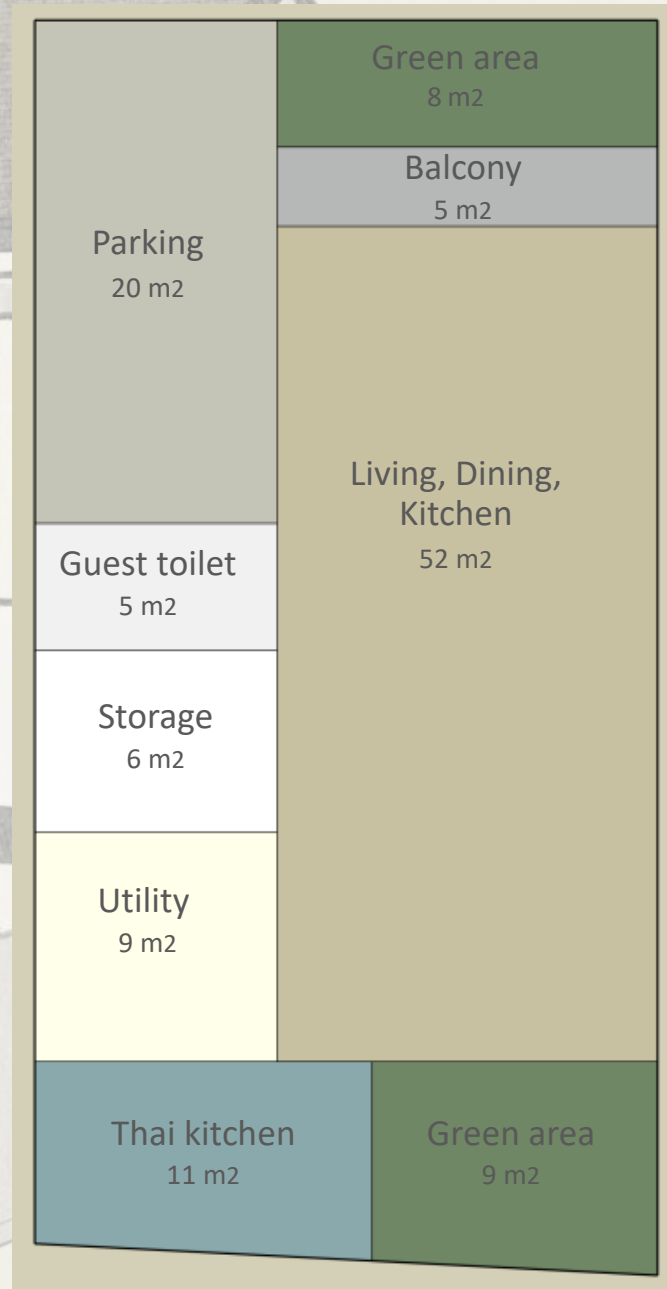 Green area
8 m2
Balcony
5 m2
Parking
20 m2
Living, Dining,
Kitchen
52 m2
Guest toilet
5 m2
Storage
6 m2
Utility
9 m2
Thai kitchen
11 m2
Green area
9 m2